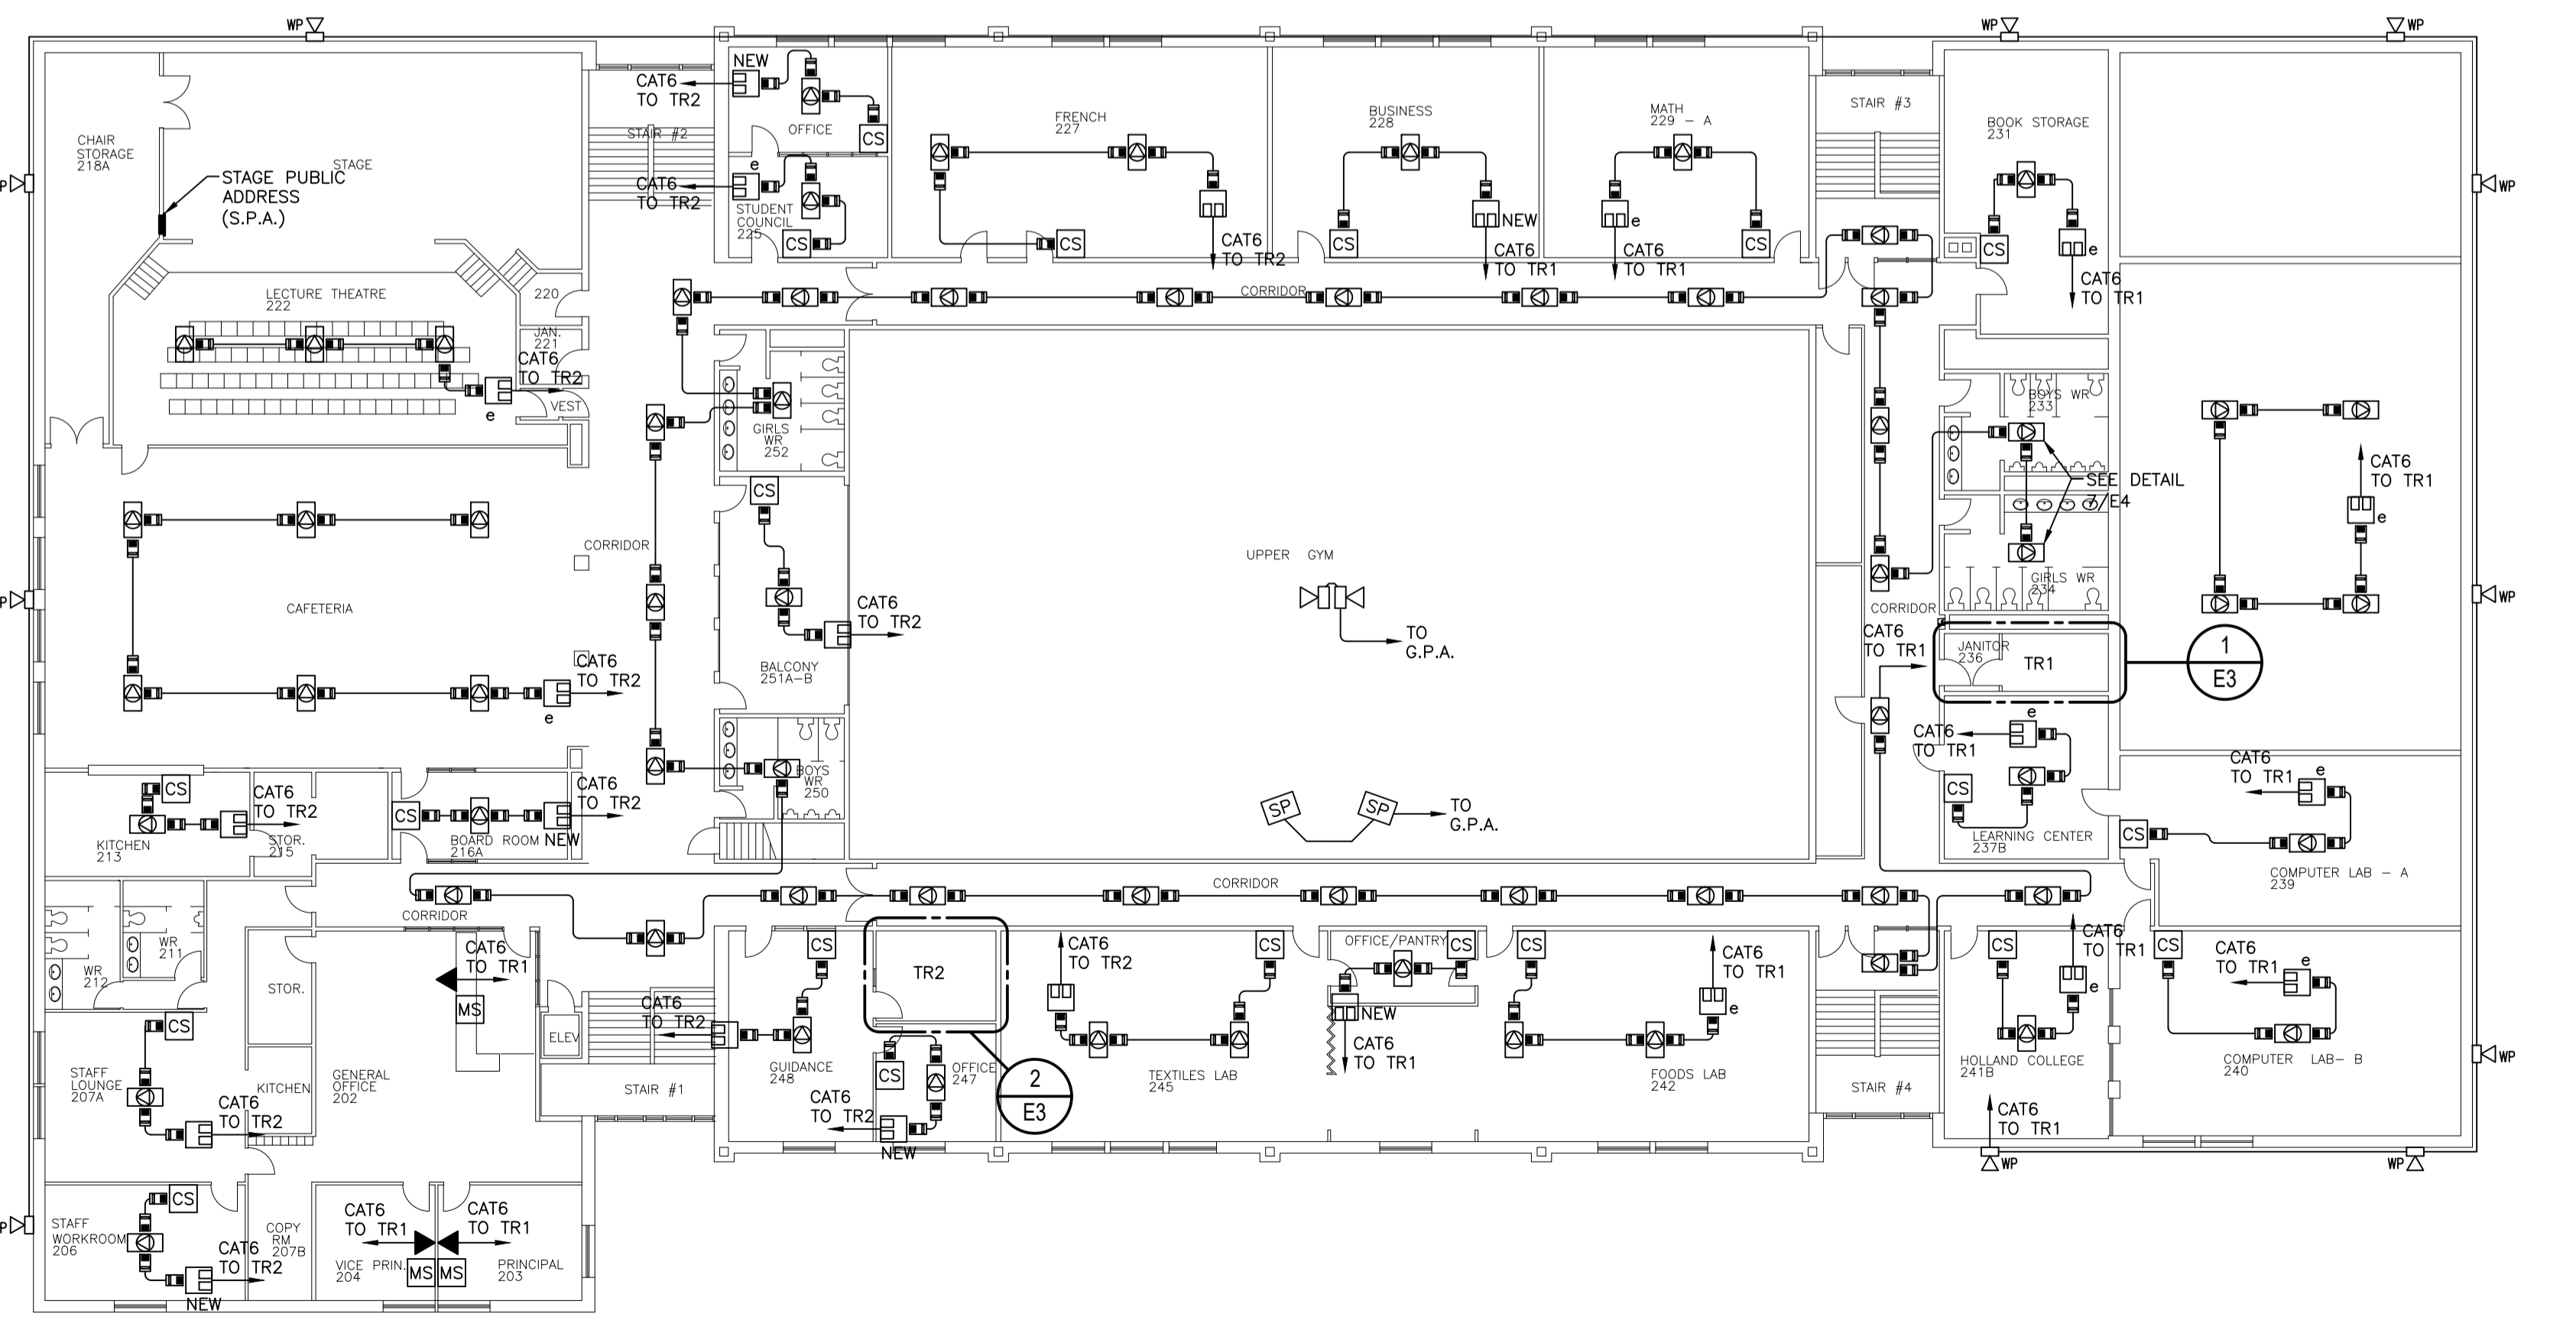 WP
WP
WP
NEW
CAT6
TO TR2
OFFICE
CS
STAIR #2
e
CAT6
TO TR2
STUDENT
COUNCIL
225
CS
CHAIR
STORAGE
218A
STAGE
STAGE PUBLIC
ADDRESS
(S.P.A.)
P
FRENCH
227
CS
CAT6
TO TR2
BUSINESS
228
CS
NEW
CAT6
TO TR1
MATH
229 - A
e
CS
CAT6
TO TR1
STAIR #3
BOOK STORAGE
231
CS
e
CAT6
TO TR1
WP
LECTURE THEATRE
222
220
JAN.
221
CAT6
TO TR2
VEST
e
CORRIDOR
GIRLS
WR
252
BOYS WR
233
SEE DETAIL
7/E4
GIRLS WR
234
CAT6
TO TR1
e
WP
CORRIDOR
CS
UPPER GYM
CAFETERIA
P
CAT6
TO TR2
BALCONY
251A-B
TO
G.P.A.
CORRIDOR
CAT6
TO TR1
JANITOR
236
TR1
1
E3
CAT6
TO TR2
e
e
CAT6
TO TR1
CS
LEARNING CENTER
237B
CAT6
TO TR1
e
CS
COMPUTER LAB - A
239
BOYS
WR
250
CS
CAT6
TO TR2
KITCHEN
213
STOR.
215
CS
CAT6
TO TR2
BOARD ROOM
216A
NEW
SP
SP
TO
G.P.A.
CORRIDOR
CORRIDOR
WR
211
WR
212
STOR.
CAT6
TO TR1
MS
ELEV
CAT6
TO TR2
CS
GUIDANCE
248
TR2
CS
OFFICE
247
2
E3
CAT6
TO TR2
NEW
CAT6
TO TR2
CS
TEXTILES LAB
245
OFFICE/PANTRY
CS
NEW
CAT6
TO TR1
CS
CAT6
TO TR1
e
FOODS LAB
242
STAIR #4
CS
CAT6
TO TR1
e
HOLLAND COLLEGE
241B
CAT6
TO TR1
WP
CS
CAT6
TO TR1
e
COMPUTER LAB- B
240
WP
WP
CS
STAFF
LOUNGE
207A
CAT6
TO TR2
KITCHEN
GENERAL
OFFICE
202
STAIR #1
CS
STAFF
WORKROOM
206
P
CAT6
TO TR2
NEW
COPY
RM
207B
CAT6
TO TR1
VICE PRIN.
204
MS
CAT6
TO TR1
MS
PRINCIPAL
203